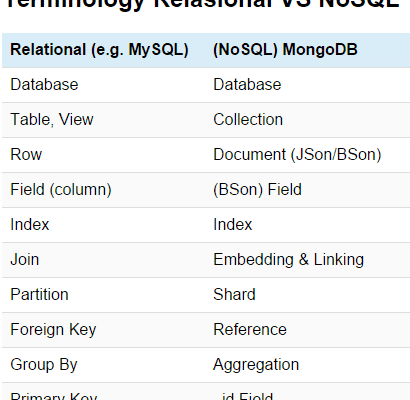 Terminology Relasional VS NoSQL
Relational (e.g. MySQL) (NoSQL) MongoDB
Database Database
Table, View Collection
Row Document (JSon/BSon)
Field (column) (BSon) Field
Index Index
Join Embedding & Linking
Partition Shard
Foreign Key Reference
Group By Aggregation
Primary Key _id Field